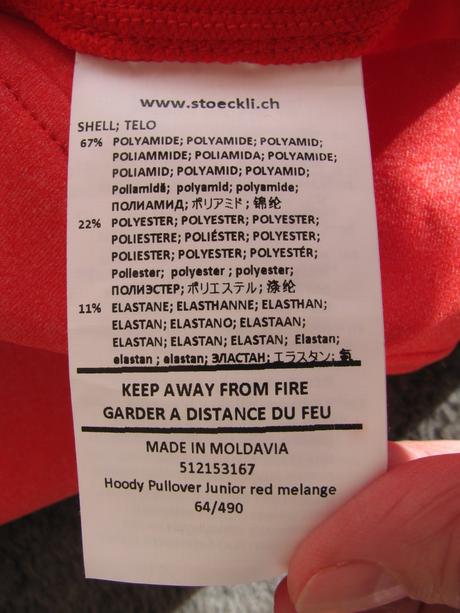 www.stoeckli.ch
SHELL; TELO
67% POLYAMIDE; POLYAMIDE; POLYAMID;
POLIAMMIDE; POLIAMIDA; POLYAMIDE;
POLIAMID; POLYAMID; POLYAMID;
Poliamidă; polyamid; polyamide;
ПОЛИАМИД; ポリアミド; 锦纶
22% POLYESTER; POLYESTER; POLYESTER;
POLIESTERE; POLIÉSTER; POLYESTER;
POLIESTER; POLYESTER; POLYESTÉR;
Poliester; polyester ; polyester;
ПОЛИЭСТЕР; ポリエステル; 涤纶
11% ELASTANE; ELASTHANNE; ELASTHAN;
ELASTAN; ELASTANO; ELASTAAN;
ELASTAN; ELASTAN; ELASTAN; Elastan;
elastan ; elastan; ЭЛАСТАН; エラスタン;
KEEP AWAY FROM FIRE
GARDER A DISTANCE DU FEU
MADE IN MOLDAVIA
512153167
Hoody Pullover Junior red melange
64/490